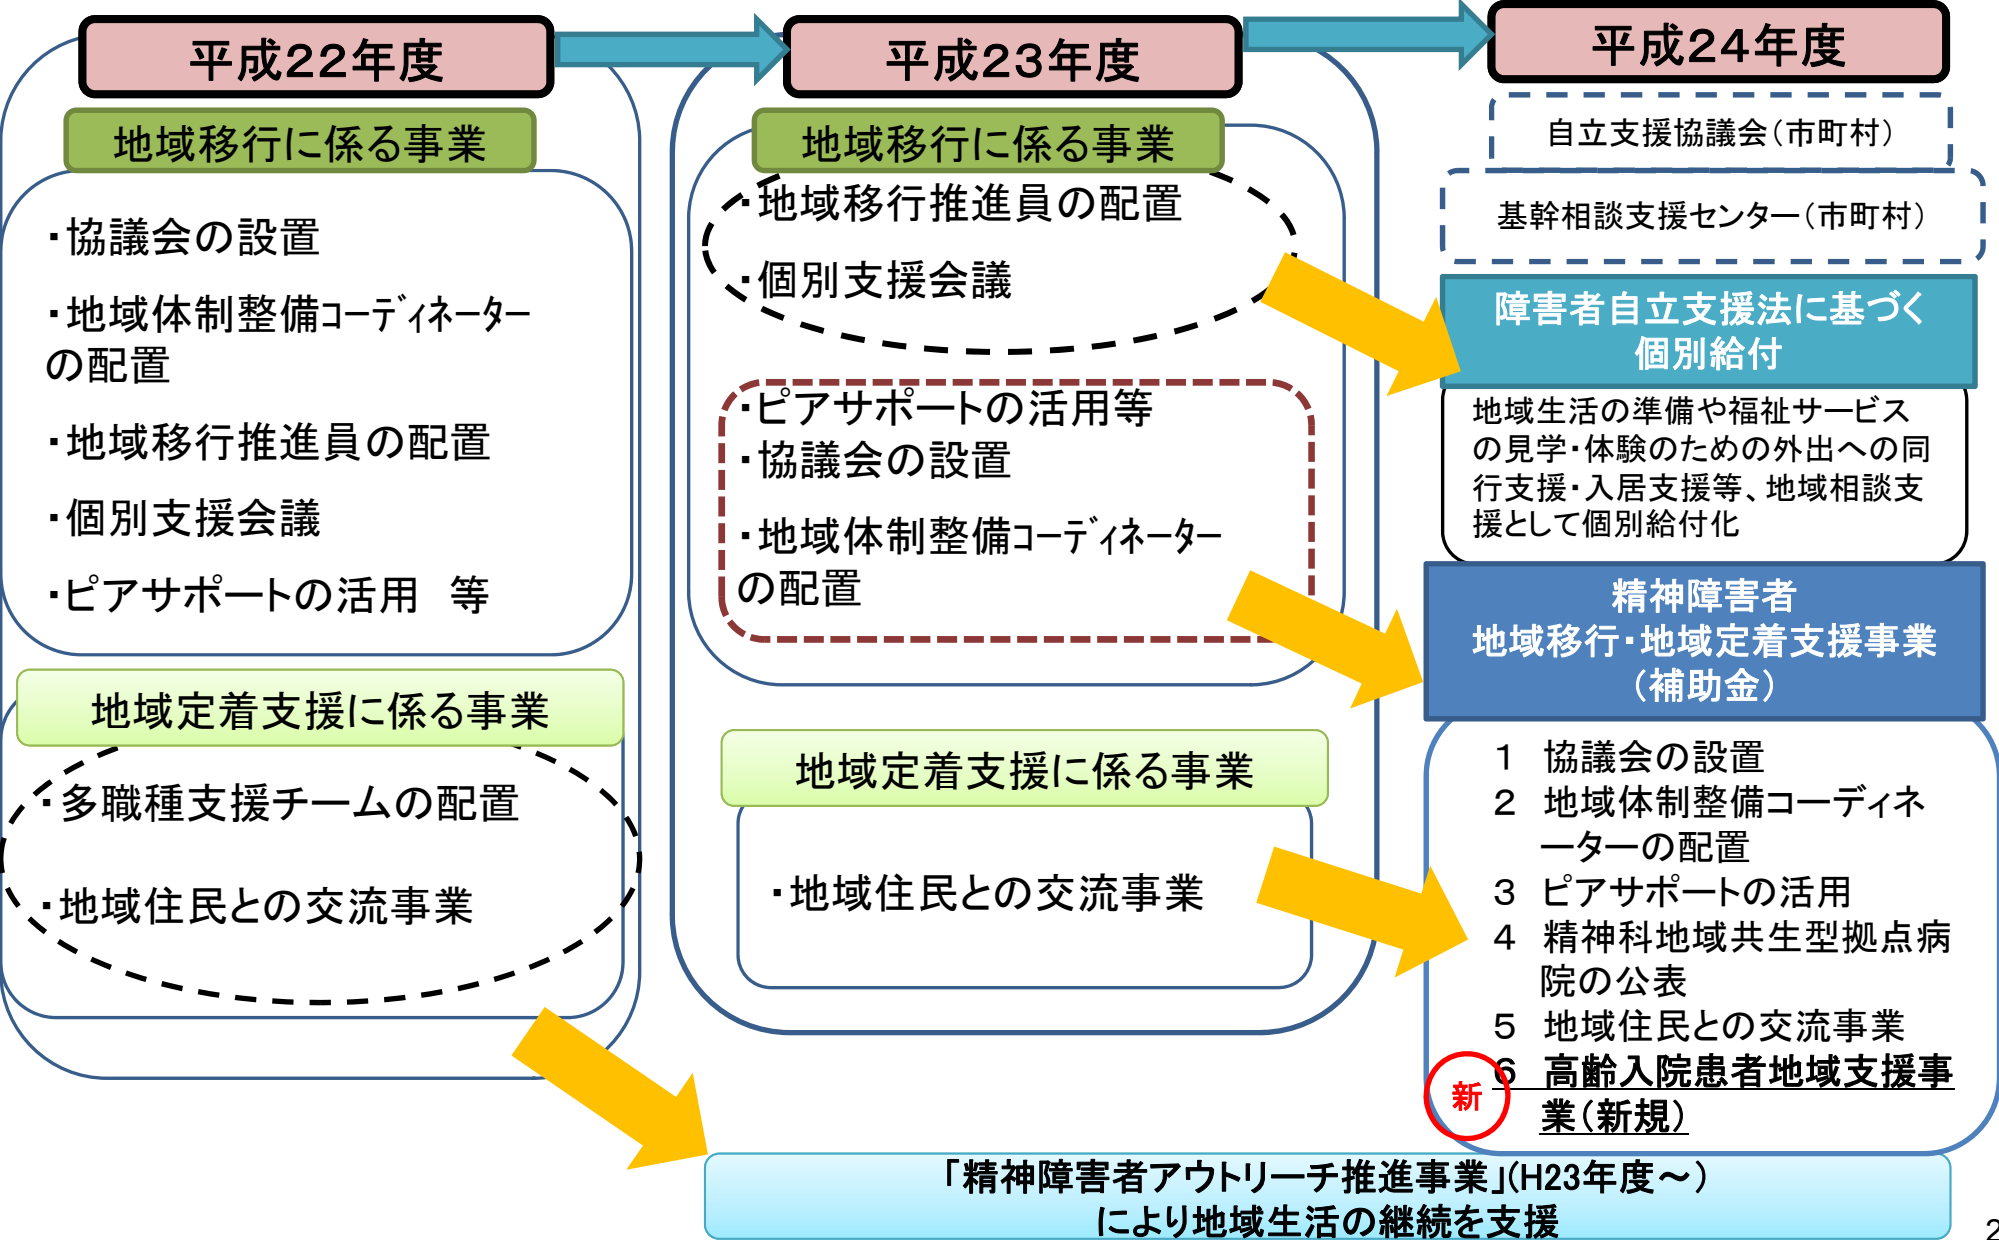 平成22年度
地域移行に係る事業
・協議会の設置
・地域体制整備ｺｰﾃﾞｨﾈｰﾀｰ
の配置
・地域移行推進員の配置
・個別支援会議
・ピアサポートの活用　等
地域定着支援に係る事業
・多職種支援チームの配置
・地域住民との交流事業
平成23年度
地域移行に係る事業
・地域移行推進員の配置
・個別支援会議
・ピアサポートの活用等
・協議会の設置
・地域体制整備ｺｰﾃﾞｨﾈｰﾀｰ
の配置
地域定着支援に係る事業
・地域住民との交流事業
平成24年度
自立支援協議会（市町村）
基幹相談支援センター（市町村）
障害者自立支援法に基づく
個別給付
地域生活の準備や福祉サービス
の見学・体験のための外出への同
行支援・入居支援等、地域相談支
援として個別給付化
精神障害者
地域移行・地域定着支援事業
（補助金）
1　協議会の設置
2　地域体制整備コーディネ
ーターの配置
3　ピアサポートの活用
4　精神科地域共生型拠点病
院の公表
5　地域住民との交流事業
新
6　高齢入院患者地域支援事
業（新規）
「精神障害者アウトリーチ推進事業」（H23年度～）
により地域生活の継続を支援
2